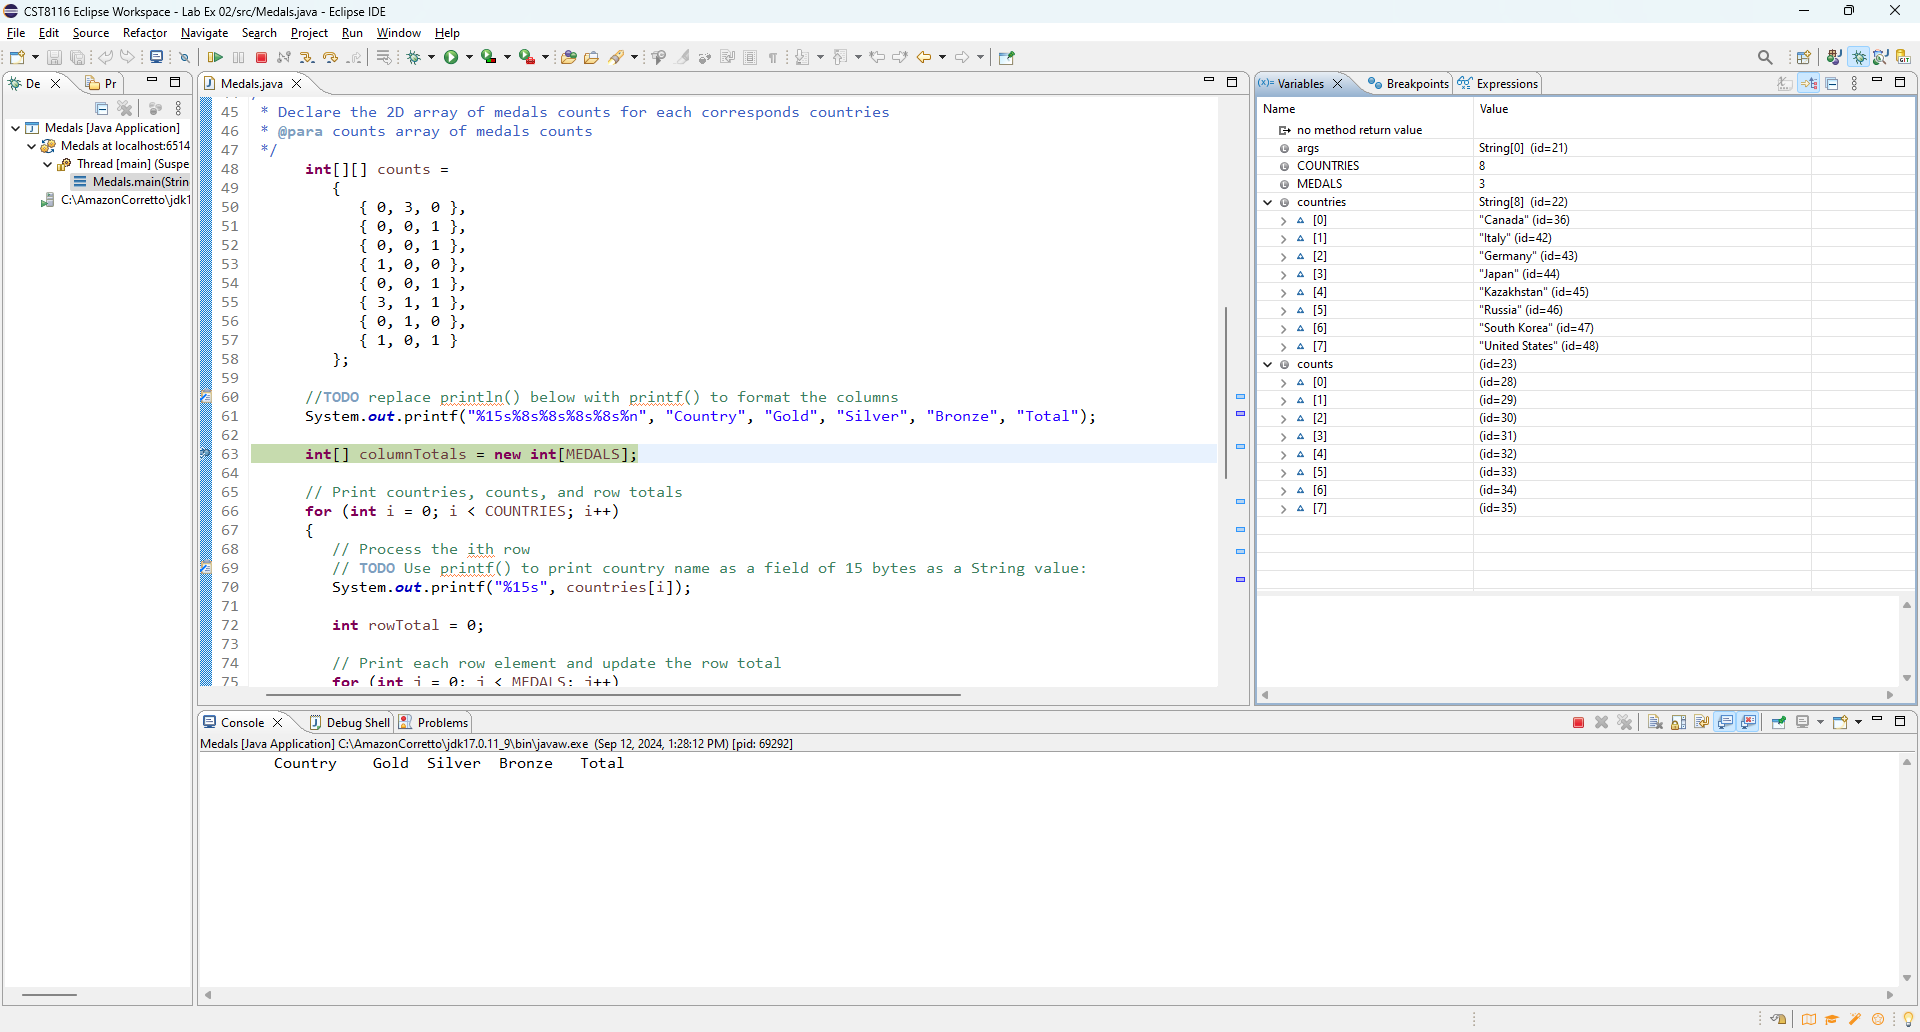 CST8116 Eclipse Workspace - Lab Ex 02/src/Medals.java - Eclipse IDE
File Edit Source Refactor Navigate Search Project Run Window Help
De
Pr
Medals [Java Application]
Medals at localhost:6514
Thread [main] (Suspe
Medals.main(Strin
C:\AmazonCorretto\jdk1
Medals.java
45 * Declare the 2D array of medals counts for each corresponds countries
46 * @para counts array of medals counts
47 */
48 int[][] counts =
49 {
50 { 0, 3, 0 },
51 { 0, 0, 1 },
52 { 0, 0, 1 },
53 { 1, 0, 0 },
54 { 0, 0, 1 },
55 { 3, 1, 1 },
56 { 0, 1, 0 },
57 { 1, 0, 1 }
58 };
59
60 //TODO replace println() below with printf() to format the columns
61 System.out.printf("%15s%8s%8s%8s%8s%n", "Country", "Gold", "Silver", "Bronze", "Total");
62
63 int[] columnTotals = new int[MEDALS];
64
65 // Print countries, counts, and row totals
66 for (int i = 0; i < COUNTRIES; i++)
67 {
68 // Process the ith row
69 // TODO Use printf() to print country name as a field of 15 bytes as a String value:
70 System.out.printf("%15s", countries[i]);
71
72 int rowTotal = 0;
73
74 // Print each row element and update the row total
75 for (int j = 0; j < MEDALS; j++)
Variables Breakpoints Expressions
Name Value
no method return value
args String[0] (id=21)
COUNTRIES 8
MEDALS 3
countries String[8] (id=22)
[0] "Canada" (id=36)
[1] "Italy" (id=42)
[2] "Germany" (id=43)
[3] "Japan" (id=44)
[4] "Kazakhstan" (id=45)
[5] "Russia" (id=46)
[6] "South Korea" (id=47)
[7] "United States" (id=48)
counts (id=23)
[0] (id=28)
[1] (id=29)
[2] (id=30)
[3] (id=31)
[4] (id=32)
[5] (id=33)
[6] (id=34)
[7] (id=35)
Console Debug Shell Problems
Medals [Java Application] C:\AmazonCorretto\jdk17.0.11_9\bin\javaw.exe (Sep 12, 2024, 1:28:12 PM) [pid: 69292]
Country Gold Silver Bronze Total